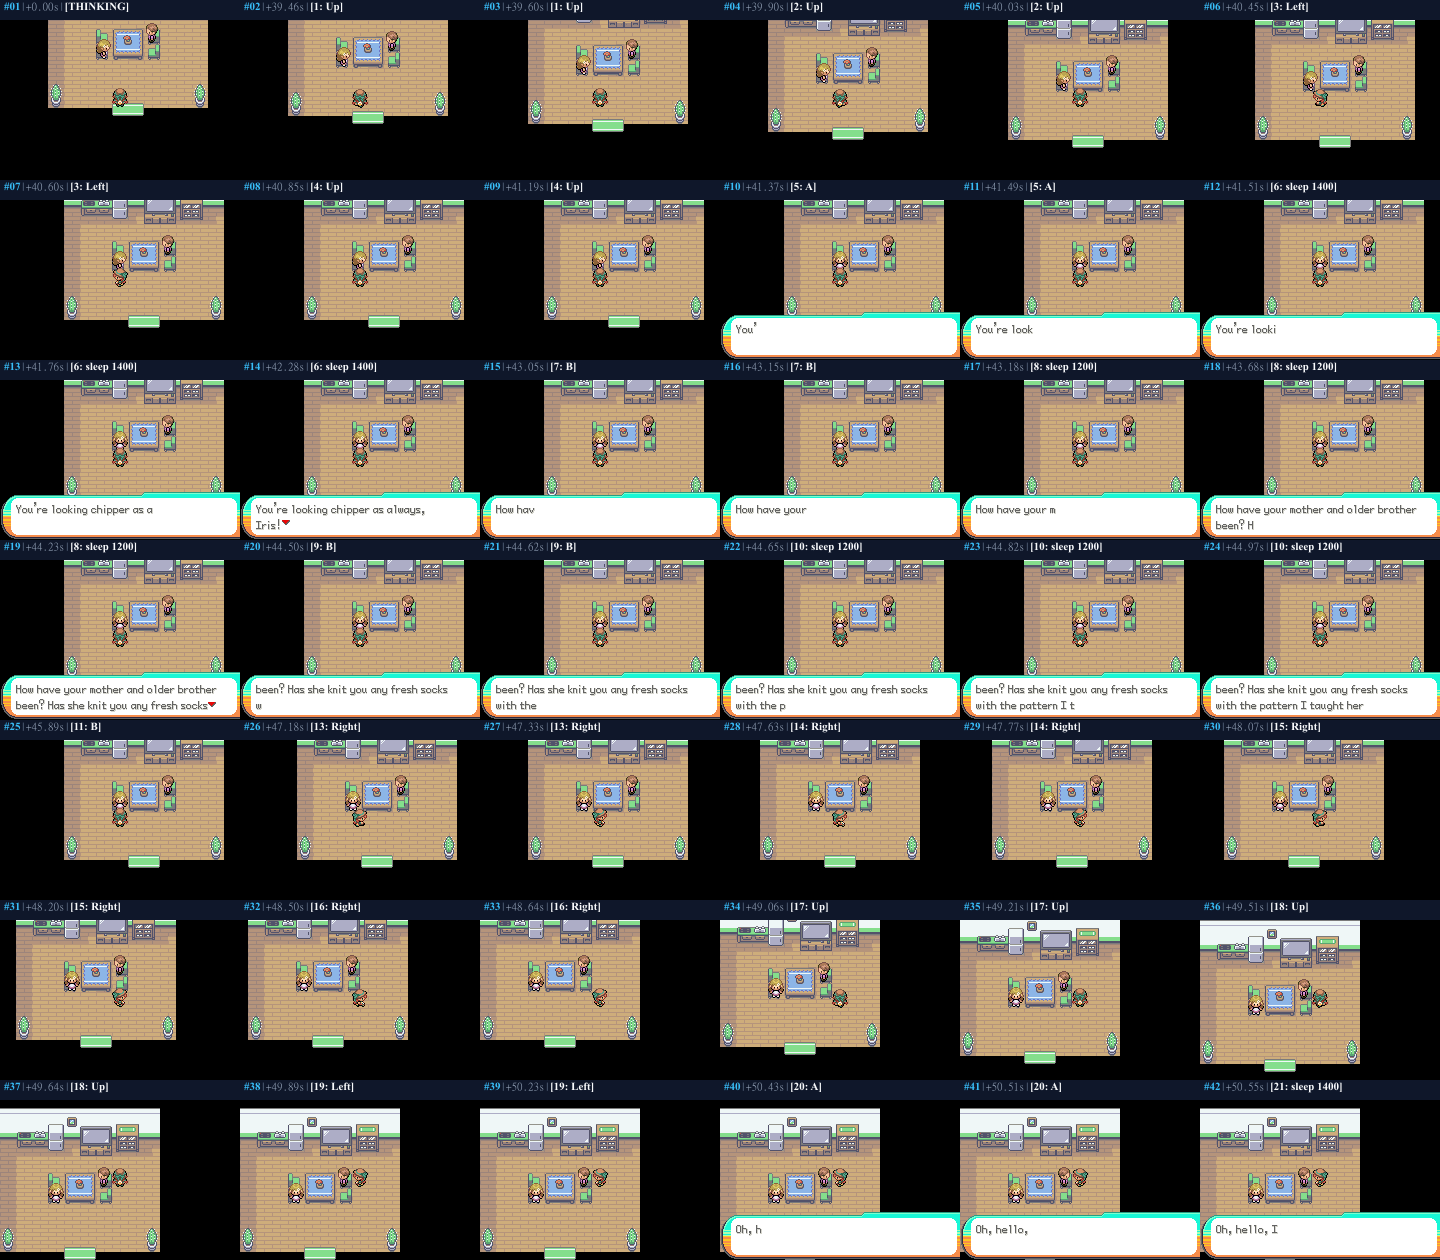 #01|+0.00s|[THINKING]
#02|+39.46s|[1: Up]
#03|+39.60s|[1: Up]
#04|+39.90s|[2: Up]
#05|+40.03s|[2: Up]
#06|+40.45s|[3: Left]
#07|+40.60s|[3: Left]
#08|+40.85s|[4: Up]
#09|+41.19s|[4: Up]
#10|+41.37s|[5: A]
You'
#11|+41.49s|[5: A]
You're look
#12|+41.51s|[6: sleep 1400]
You're looki
#13|+41.76s|[6: sleep 1400]
You're looking chipper as a
#14|+42.28s|[6: sleep 1400]
You're looking chipper as always,
Iris!
#15|+43.05s|[7: B]
How hav
#16|+43.15s|[7: B]
How have your
#17|+43.18s|[8: sleep 1200]
How have your m
#18|+43.68s|[8: sleep 1200]
How have your mother and older brother
been? H
#19|+44.23s|[8: sleep 1200]
How have your mother and older brother
been? Has she knit you any fresh socks
#20|+44.50s|[9: B]
been? Has she knit you any fresh socks
w
#21|+44.62s|[9: B]
been? Has she knit you any fresh socks
with the
#22|+44.65s|[10: sleep 1200]
been? Has she knit you any fresh socks
with the p
#23|+44.82s|[10: sleep 1200]
been? Has she knit you any fresh socks
with the pattern I t
#24|+44.97s|[10: sleep 1200]
been? Has she knit you any fresh socks
with the pattern I taught her
#25|+45.89s|[11: B]
#26|+47.18s|[13: Right]
#27|+47.33s|[13: Right]
#28|+47.63s|[14: Right]
#29|+47.77s|[14: Right]
#30|+48.07s|[15: Right]
#31|+48.20s|[15: Right]
#32|+48.50s|[16: Right]
#33|+48.64s|[16: Right]
#34|+49.06s|[17: Up]
#35|+49.21s|[17: Up]
#36|+49.51s|[18: Up]
#37|+49.64s|[18: Up]
#38|+49.89s|[19: Left]
#39|+50.23s|[19: Left]
#40|+50.43s|[20: A]
Oh, h
#41|+50.51s|[20: A]
Oh, hello,
#42|+50.55s|[21: sleep 1400]
Oh, hello, I